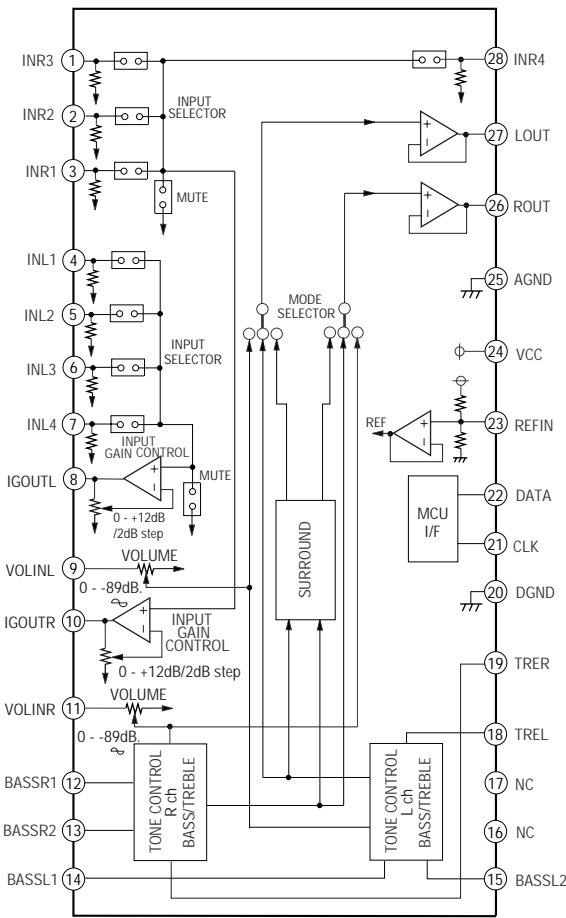 INR3 1
28 INR4
INR2 2
INPUT
SELECTOR
+
−
27 LOUT
INR1 3
MUTE
+
−
26 ROUT
INL1 4
25 AGND
INL2 5
MODE
SELECTOR
INPUT
SELECTOR
24 VCC
INL3 6
INL4 7
REF
+
−
23 REFIN
INPUT
GAIN CONTROL
IGOUTL 8
+
−
MUTE
22 DATA
0 - +12dB
/2dB step
MCU
I/F
SURROUND
21 CLK
VOLINL 9
VOLUME
0 - -89dB.
20 DGND
IGOUTR 10
+
−
INPUT
GAIN
CONTROL
0 - +12dB/2dB step
19 TRER
VOLINR 11
VOLUME
0 - -89dB.
18 TREL
BASSR1 12
TONE CONTROL
R ch
BASS/TREBLE
TONE CONTROL
L ch
BASS/TREBLE
17 NC
BASSR2 13
16 NC
BASSL1 14
15 BASSL2